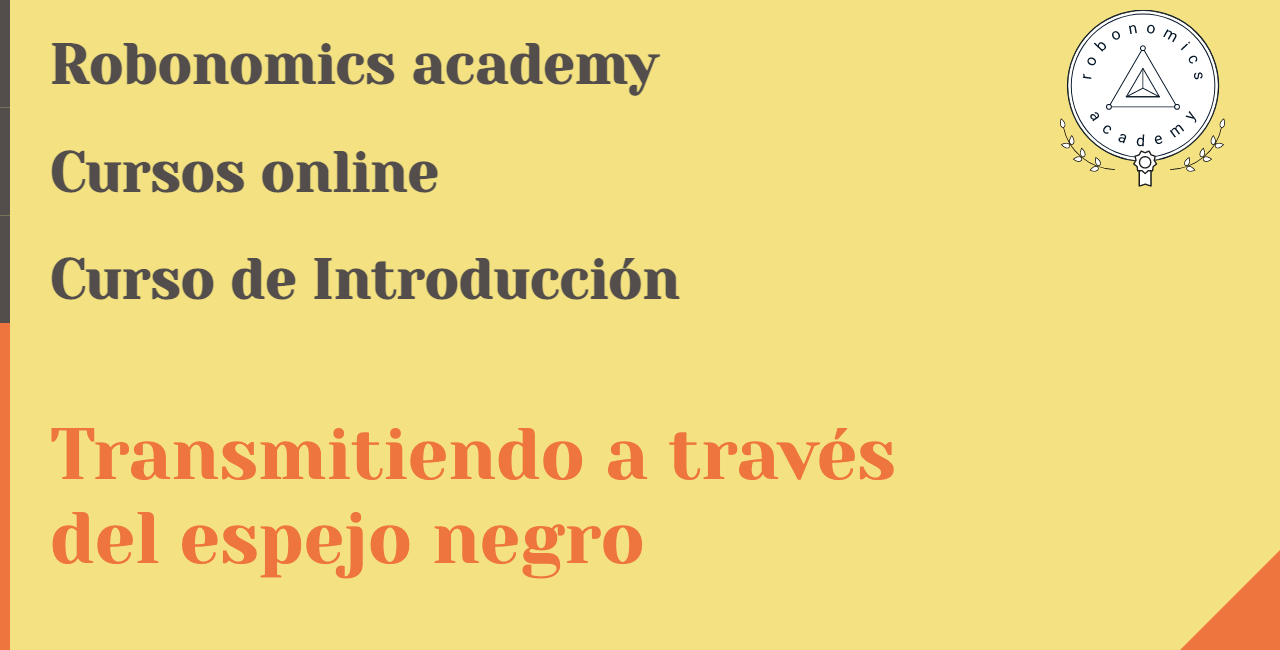 Robonomics academy
Cursos online
Curso de Introducción
Transmitiendo a través
del espejo negro
robonomics
academy